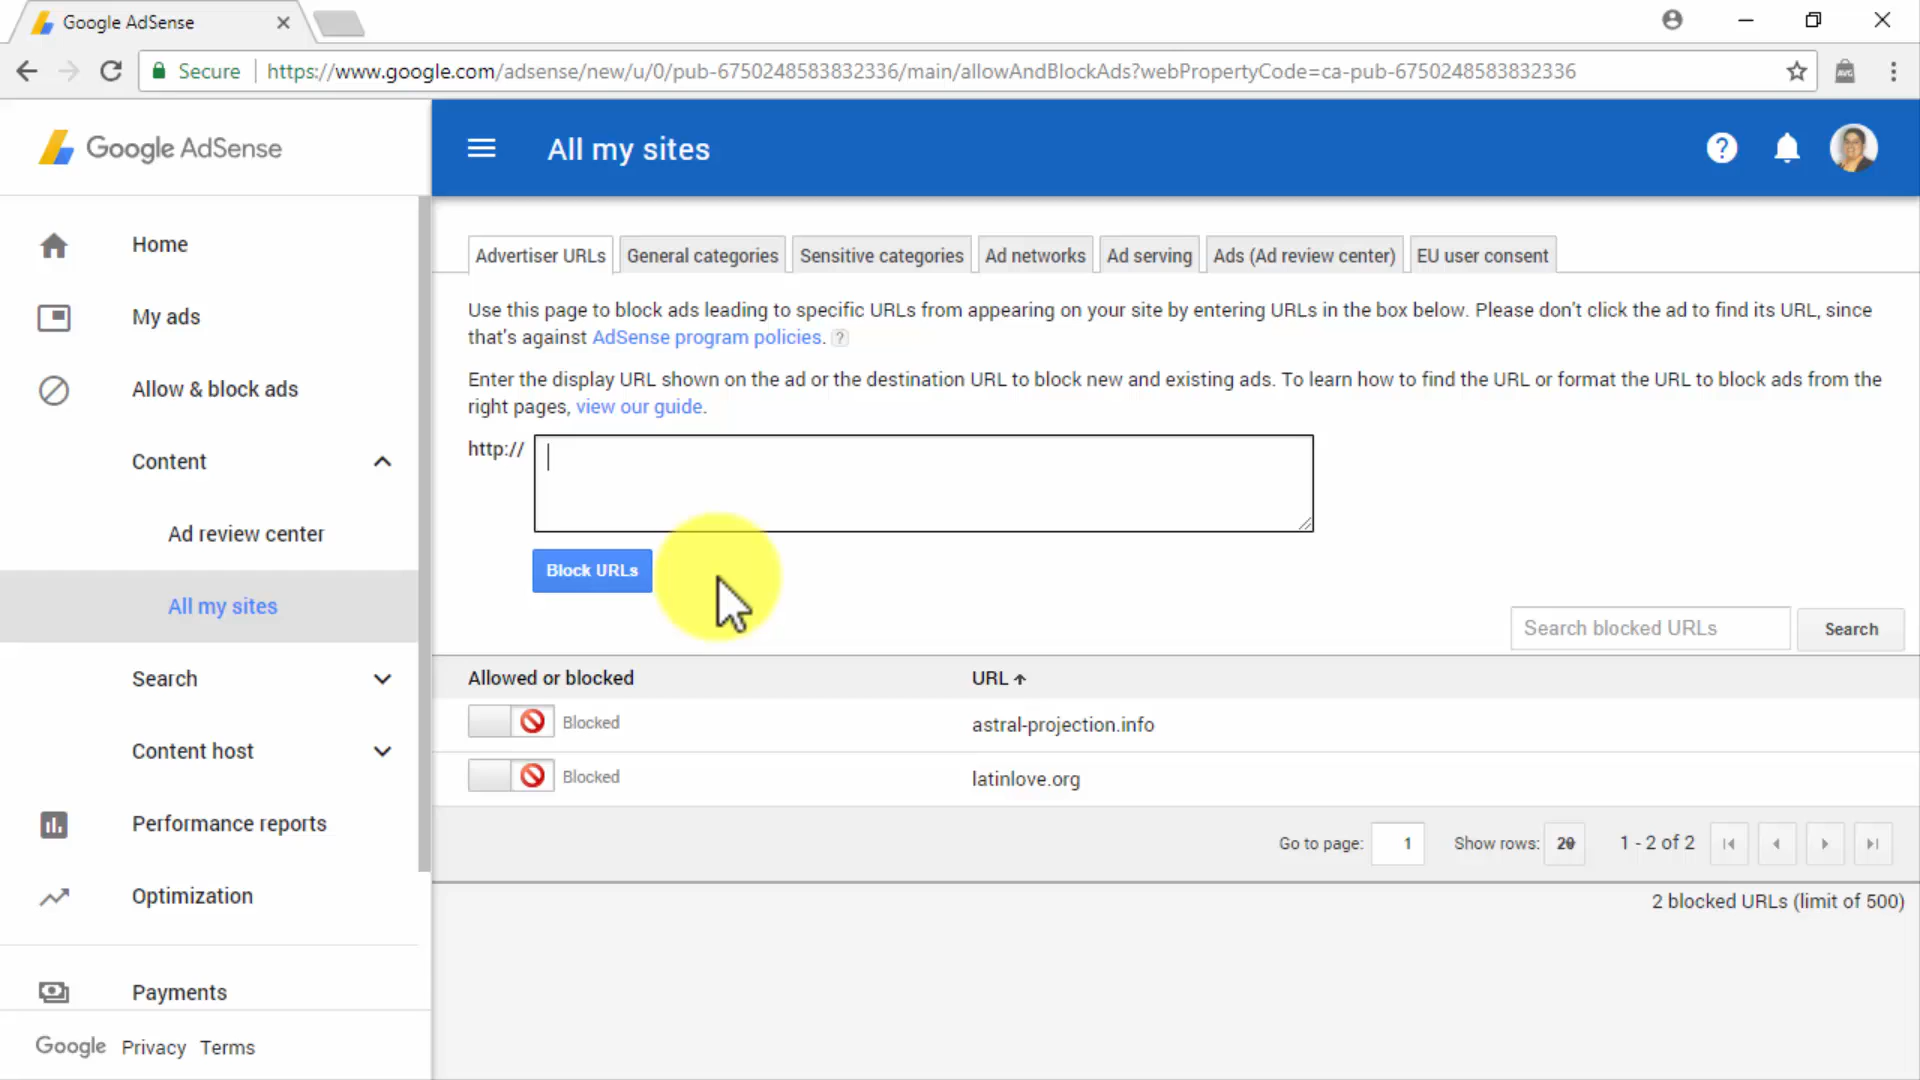 Google AdSense
Secure
https://www.google.com/adsense/new/u/0/pub-6750248583832336/main/allowAndBlockAds?webPropertyCode=ca-pub-6750248583832336
AVG
Google AdSense
All my sites
?
Home
My ads
Allow & block ads
Content
Ad review center
All my sites
Search
Content host
Performance reports
Optimization
Payments
Google Privacy Terms
Advertiser URLs General categories Sensitive categories Ad networks Ad serving Ads (Ad review center) EU user consent
Use this page to block ads leading to specific URLs from appearing on your site by entering URLs in the box below. Please don't click the ad to find its URL, since
that's against AdSense program policies. ?
Enter the display URL shown on the ad or the destination URL to block new and existing ads. To learn how to find the URL or format the URL to block ads from the
right pages, view our guide.
http://
Block URLs
Search blocked URLs Search
Allowed or blocked URL
Blocked astral-projection.info
Blocked latinlove.org
Go to page: 1 Show rows: 20 1 - 2 of 2
2 blocked URLs (limit of 500)